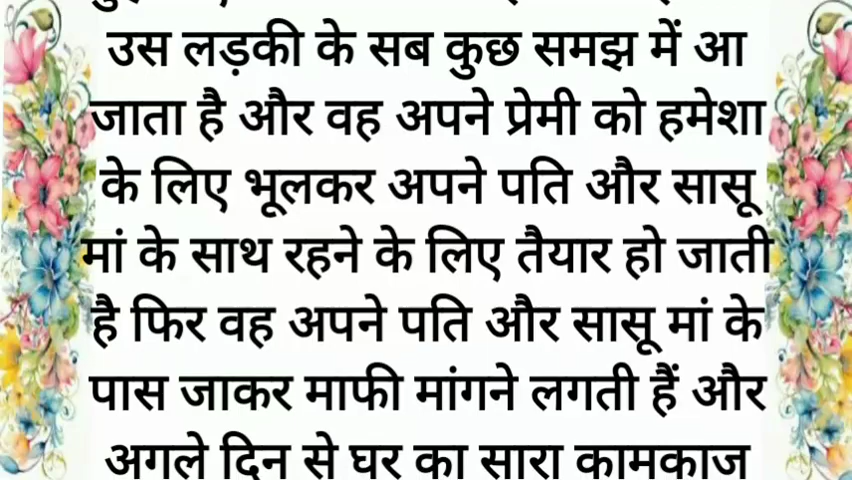 उस लड़की के सब कुछ समझ में आ
जाता है और वह अपने प्रेमी को हमेशा
के लिए भूलकर अपने पति और सासू
मां के साथ रहने के लिए तैयार हो जाती
है फिर वह अपने पति और सासू मां के
पास जाकर माफी मांगने लगती हैं और
अगले दिन से घर का सारा कामकाज